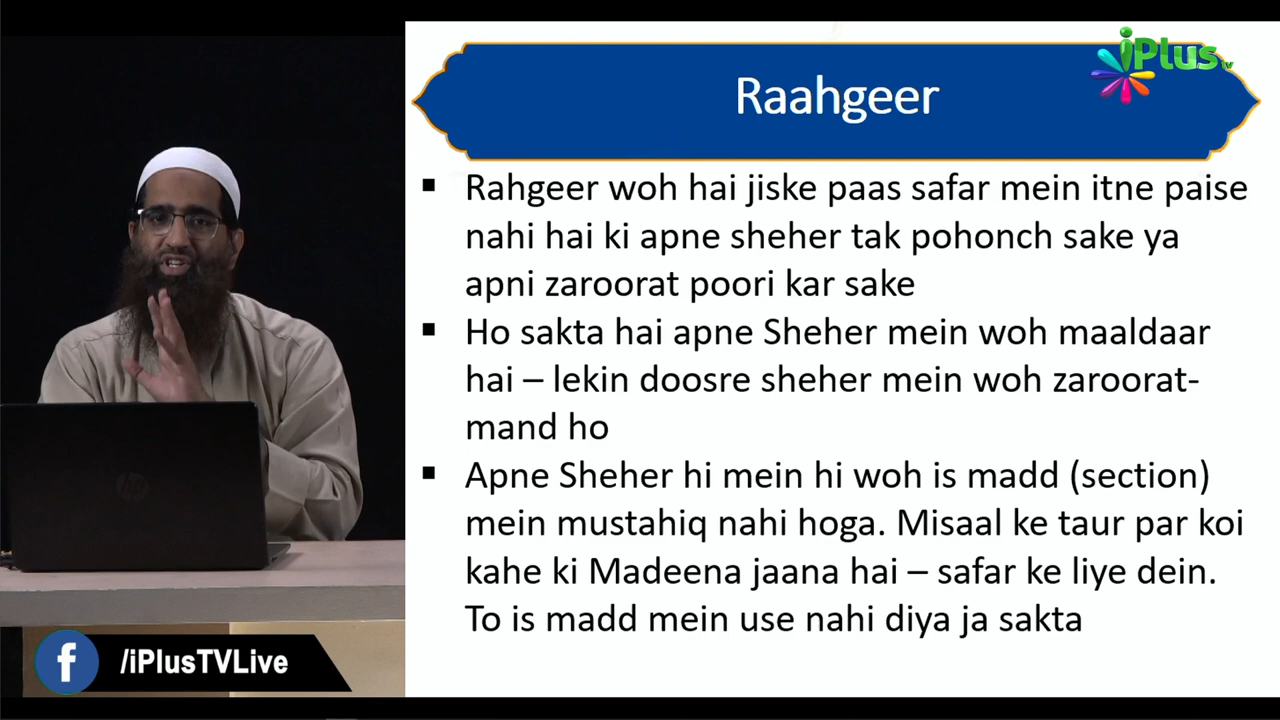 iPlus tv
Raahgeer
▪ Rahgeer woh hai jiske paas safar mein itne paise
nahi hai ki apne sheher tak pohonch sake ya
apni zaroorat poori kar sake
▪ Ho sakta hai apne Sheher mein woh maaldaar
hai – lekin doosre sheher mein woh zaroorat-
mand ho
▪ Apne Sheher hi mein hi woh is madd (section)
mein mustahiq nahi hoga. Misaal ke taur par koi
kahe ki Madeena jaana hai – safar ke liye dein.
To is madd mein use nahi diya ja sakta
f /iPlusTVLive